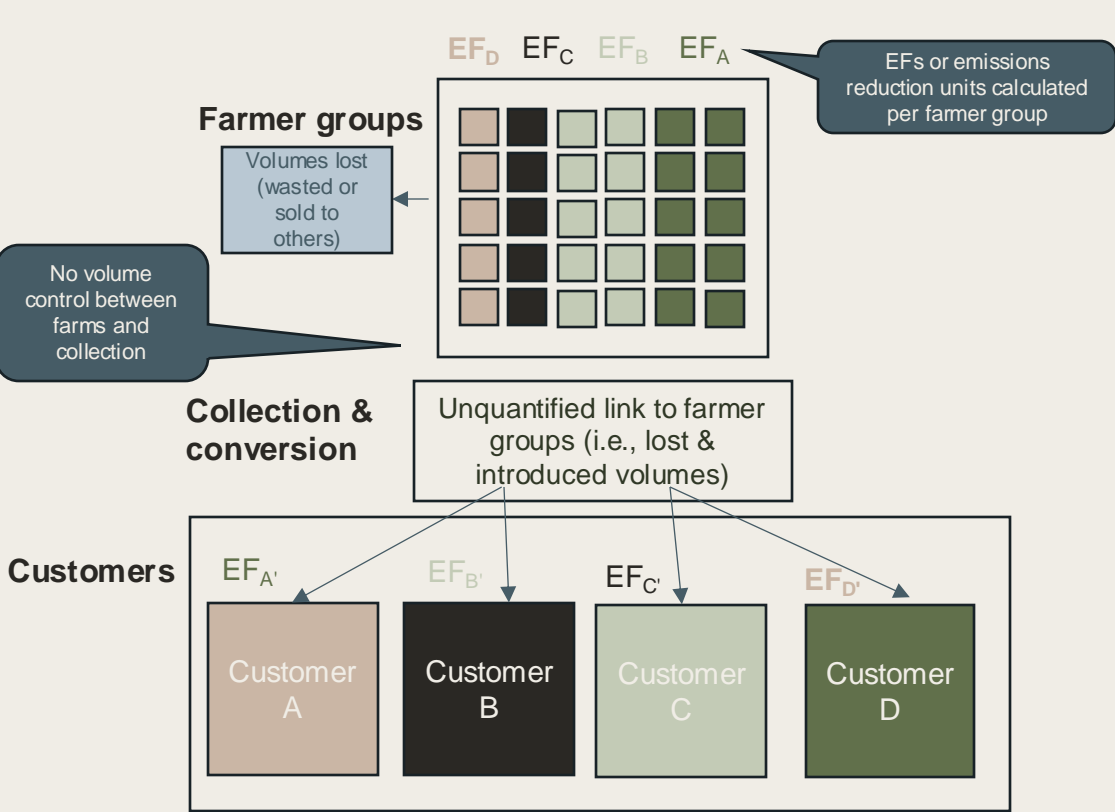 EF_D EF_C EF_B EF_A
EFs or emissions
reduction units calculated
per farmer group
Farmer groups
Volumes lost
(wasted or
sold to
others)
No volume
control between
farms and
collection
Collection &
conversion
Unquantified link to farmer
groups (i.e., lost &
introduced volumes)
Customers
EF_A' EF_B' EF_C' EF_D'
Customer
A
Customer
B
Customer
C
Customer
D